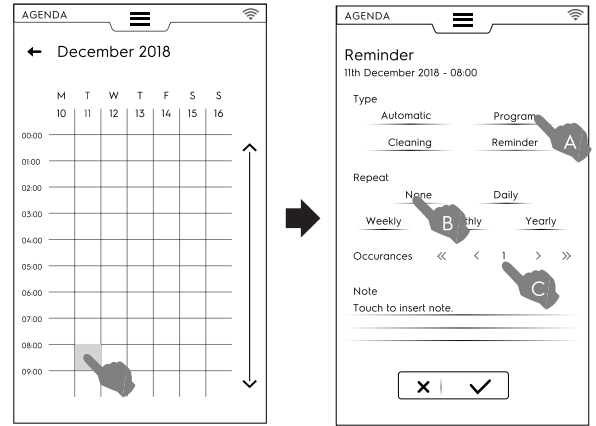 AGENDA
December 2018
M T W T F S S
10 11 12 13 14 15 16
00:00
01:00
02:00
03:00
04:00
05:00
06:00
07:00
08:00
09:00
AGENDA
Reminder
11th December 2018 - 08:00
Type
Automatic Program
A
Cleaning Reminder
Repeat
None Daily
B
Weekly Yearly
Occurances << < 1 > >>
C
Note
Touch to insert note.